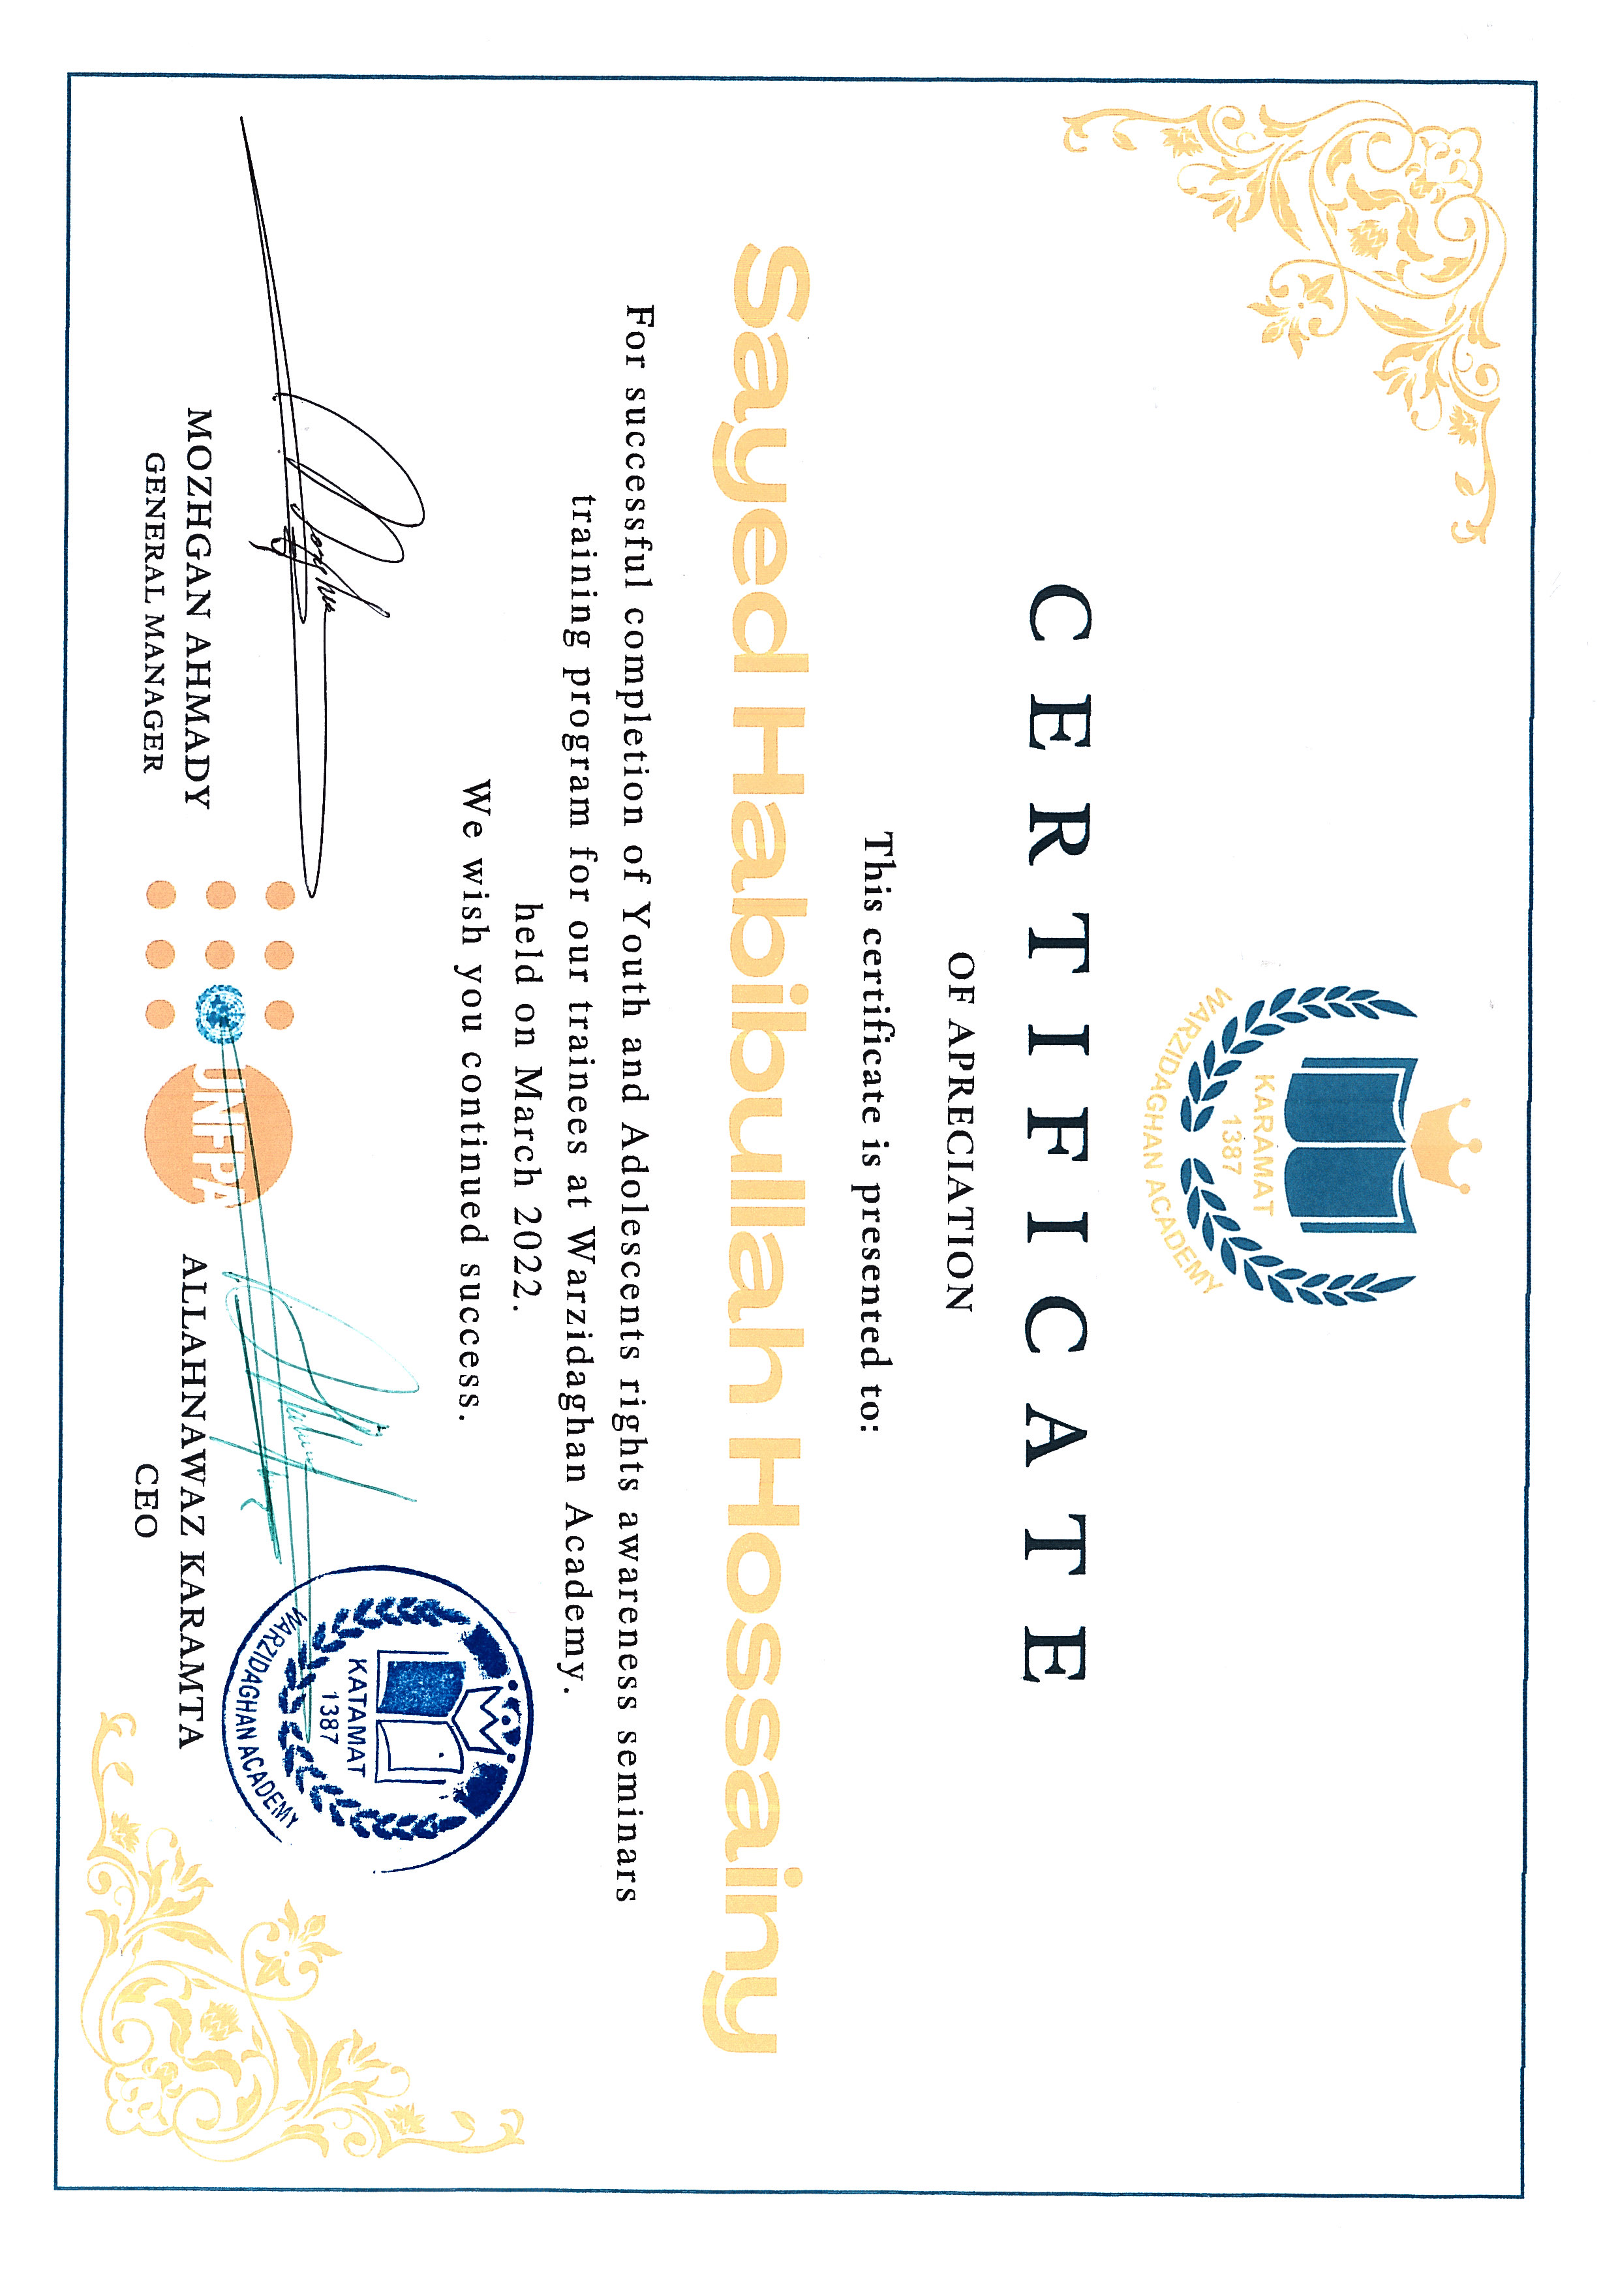 KARAMAT
1387
WARZIDAGHAN ACADEMY
CERTIFICATE
OF APRECIATION
This certificate is presented to:
Sayed Habibullah Hossainy
For successful completion of Youth and Adolescents rights awareness seminars
training program for our trainees at Warzidaghan Academy.
held on March 2022.
We wish you continued success.
KATAMAT
1387
WARZIDAGHAN ACADEMY
UNFPA
MOZHGAN AHMADY
GENERAL MANAGER
ALLAHNAWAZ KARAMTA
CEO